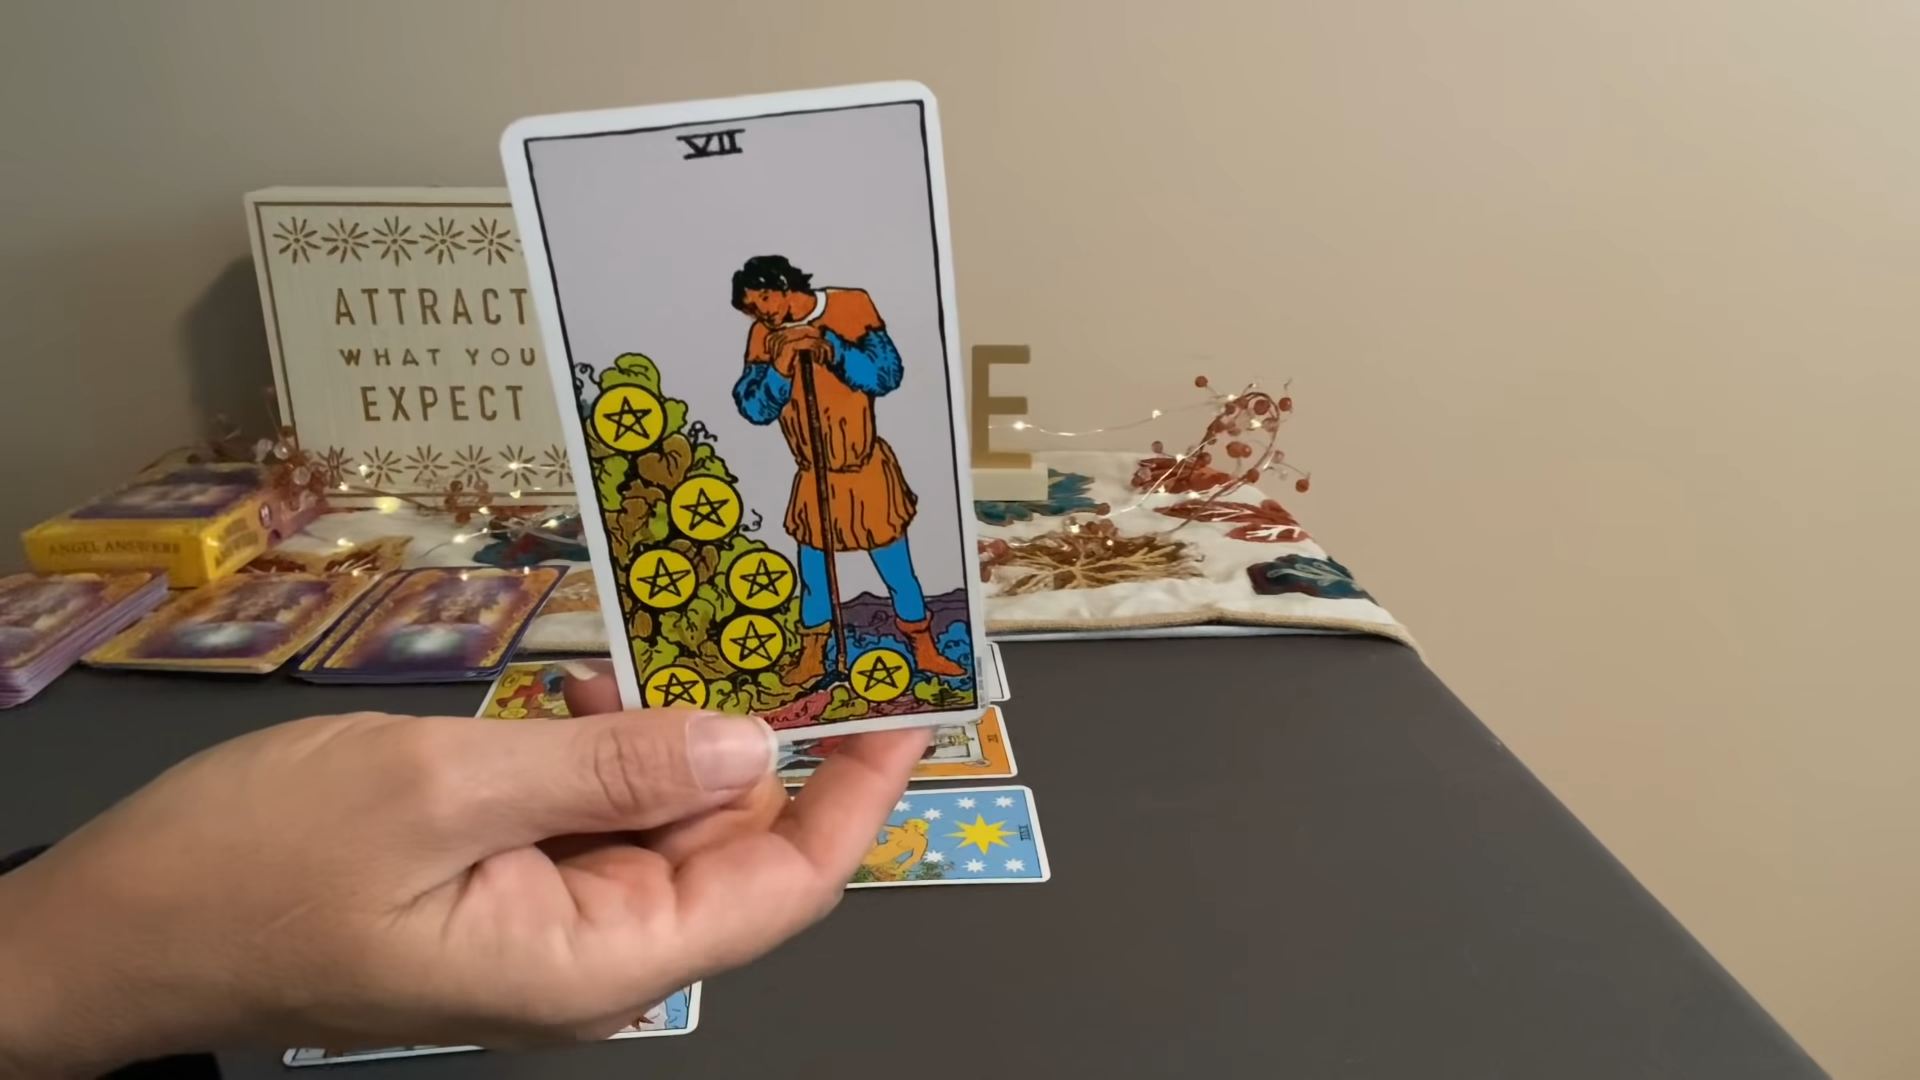 VII
ATTRACT
WHAT YOU
EXPECT
E
ANGEL ANSWERS